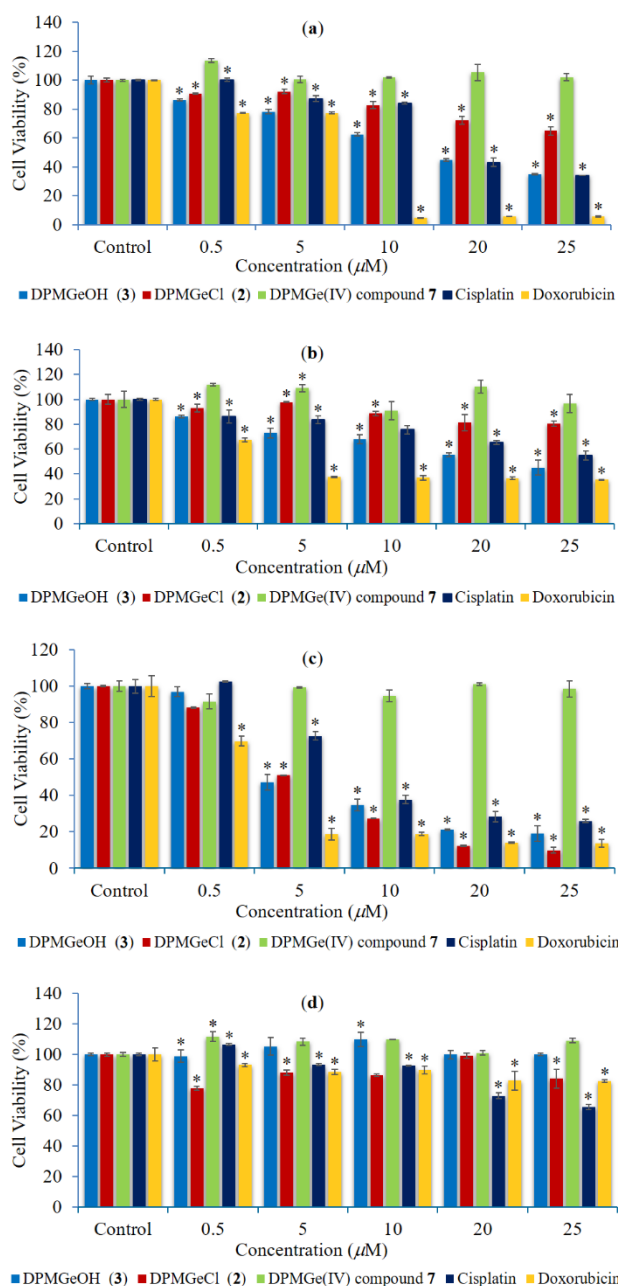 (a)
Cell Viability (%)
140
120
100
80
60
40
20
0
* * * *
* * * *
* * * *
* * * *
* * * *
Control 0.5 5 10 20 25
Concentration (μM)
DPMGeOH (3) DPMGeCl (2) DPMGe(IV) compound 7 Cisplatin Doxorubicin
(b)
Cell Viability (%)
140
120
100
80
60
40
20
0
* * * *
* * * * *
* * * *
* * * *
* * * *
Control 0.5 5 10 20 25
Concentration (μM)
DPMGeOH (3) DPMGeCl (2) DPMGe(IV) compound 7 Cisplatin Doxorubicin
(c)
Cell Viability (%)
120
100
80
60
40
20
0
*
* * * *
* * * *
* * * *
* * * *
Control 0.5 5 10 20 25
Concentration (μM)
DPMGeOH (3) DPMGeCl (2) DPMGe(IV) compound 7 Cisplatin Doxorubicin
(d)
Cell Viability (%)
140
120
100
80
60
40
20
0
* * * * *
* * *
* * *
* *
* * *
Control 0.5 5 10 20 25
Concentration (μM)
DPMGeOH (3) DPMGeCl (2) DPMGe(IV) compound 7 Cisplatin Doxorubicin